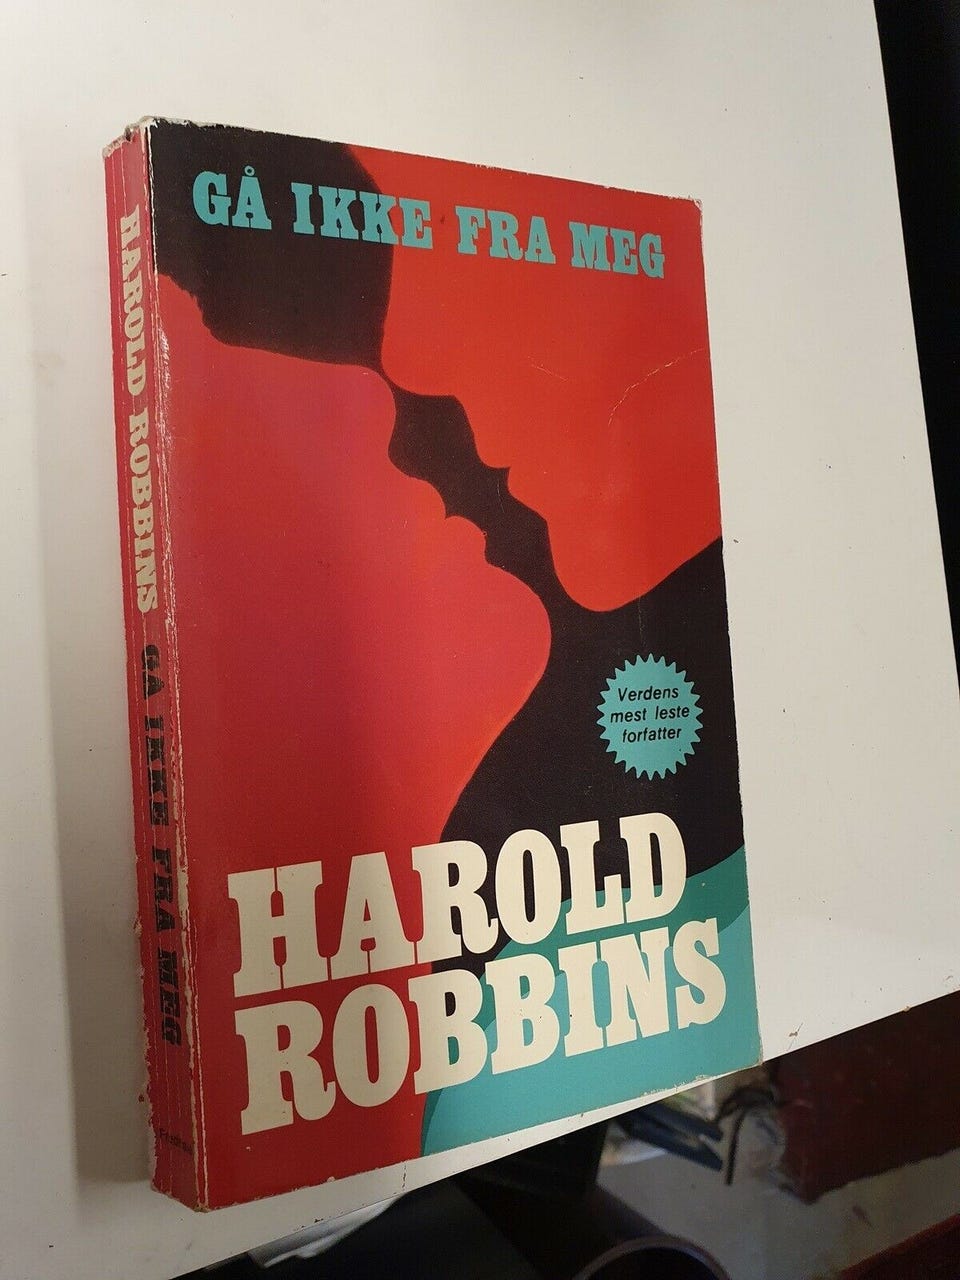 GÅ IKKE FRA MEG
Verdens
mest leste
forfatter
HAROLD
ROBBINS
HAROLD ROBBINS GÅ IKKE FRA MEG